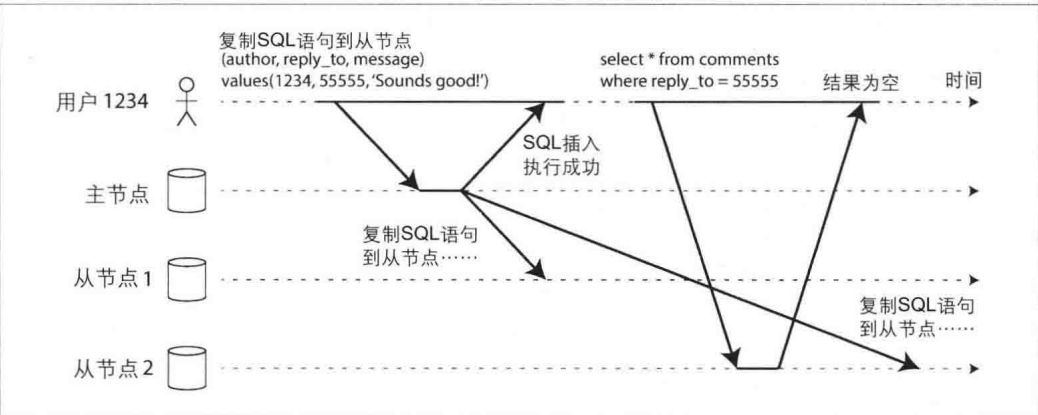 复制SQL语句到从节点
(author, reply_to, message)
values(1234, 55555, ‘Sounds good!’)
select * from comments
where reply_to = 55555
结果为空
时间
用户 1234
SQL插入
执行成功
主节点
复制SQL语句
到从节点……
从节点 1
复制SQL语句
到从节点……
从节点 2